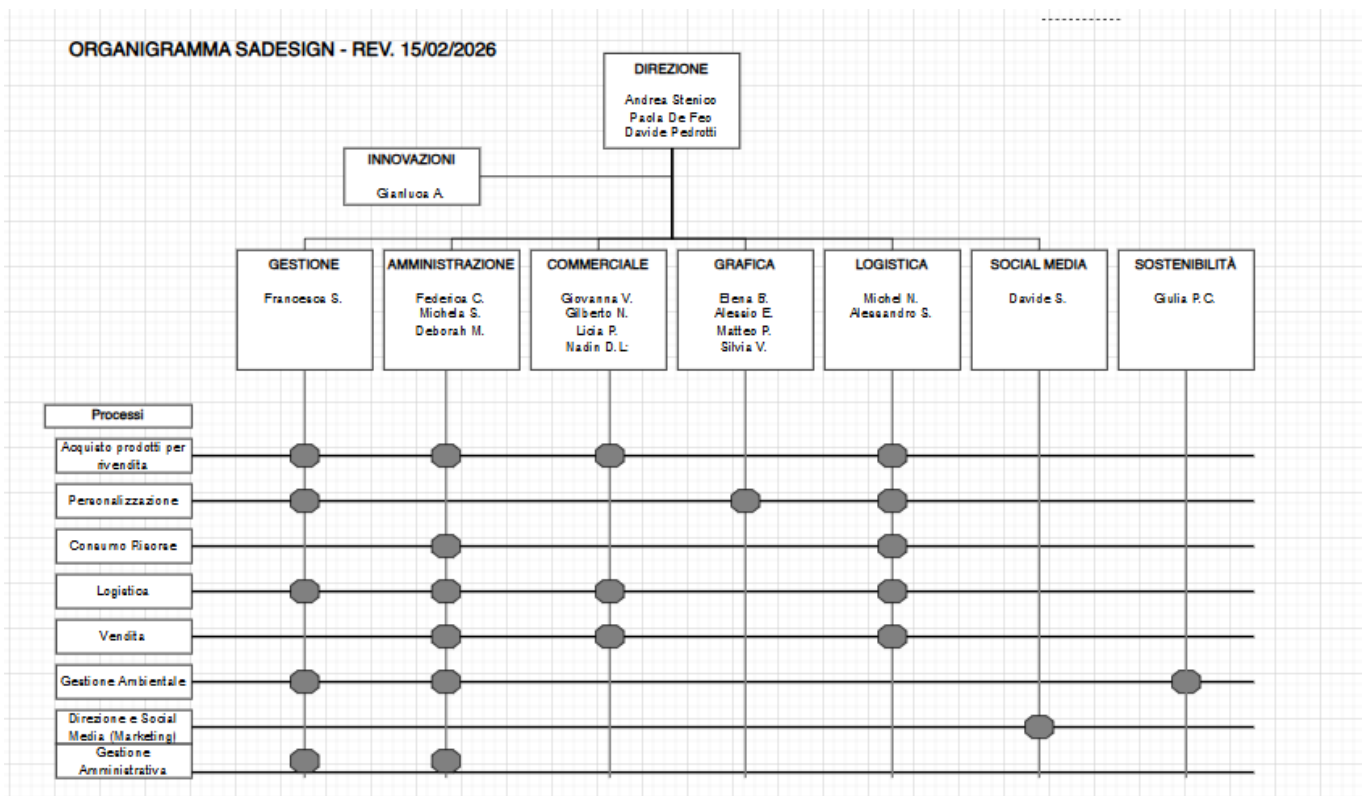 ORGANIGRAMMA SADESIGN - REV. 15/02/2026
DIREZIONE
Andrea Stenico
Paola De Feo
Davide Pedrotti
INNOVAZIONI
Gianluca A.
GESTIONE
Francesca S.
AMMINISTRAZIONE
Federica C.
Michela S.
Deborah M.
COMMERCIALE
Giovanna V.
Gilberto N.
Licia P.
Nadin D. L:
GRAFICA
Elena B.
Alessio E.
Matteo P.
Silvia V.
LOGISTICA
Michel N.
Alessandro S.
SOCIAL MEDIA
Davide S.
SOSTENIBILITÀ
Giulia P. C.
Processi
Acquisto prodotti per
rivendita
Personalizzazione
Consumo Risorse
Logistica
Vendita
Gestione Ambientale
Direzione e Social
Media (Marketing)
Gestione
Amministrativa